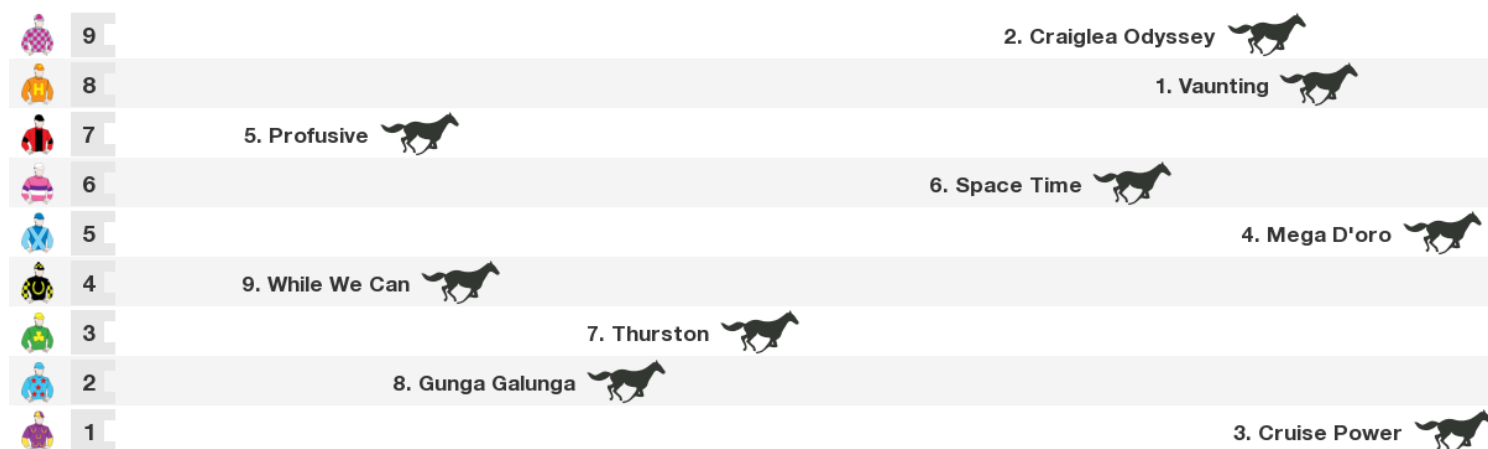 9 2. Craiglea Odyssey
H 8 1. Vaunting
7 5. Profusive
6 6. Space Time
5 4. Mega D'oro
4 9. While We Can
3 7. Thurston
2 8. Gunga Galunga
1 3. Cruise Power